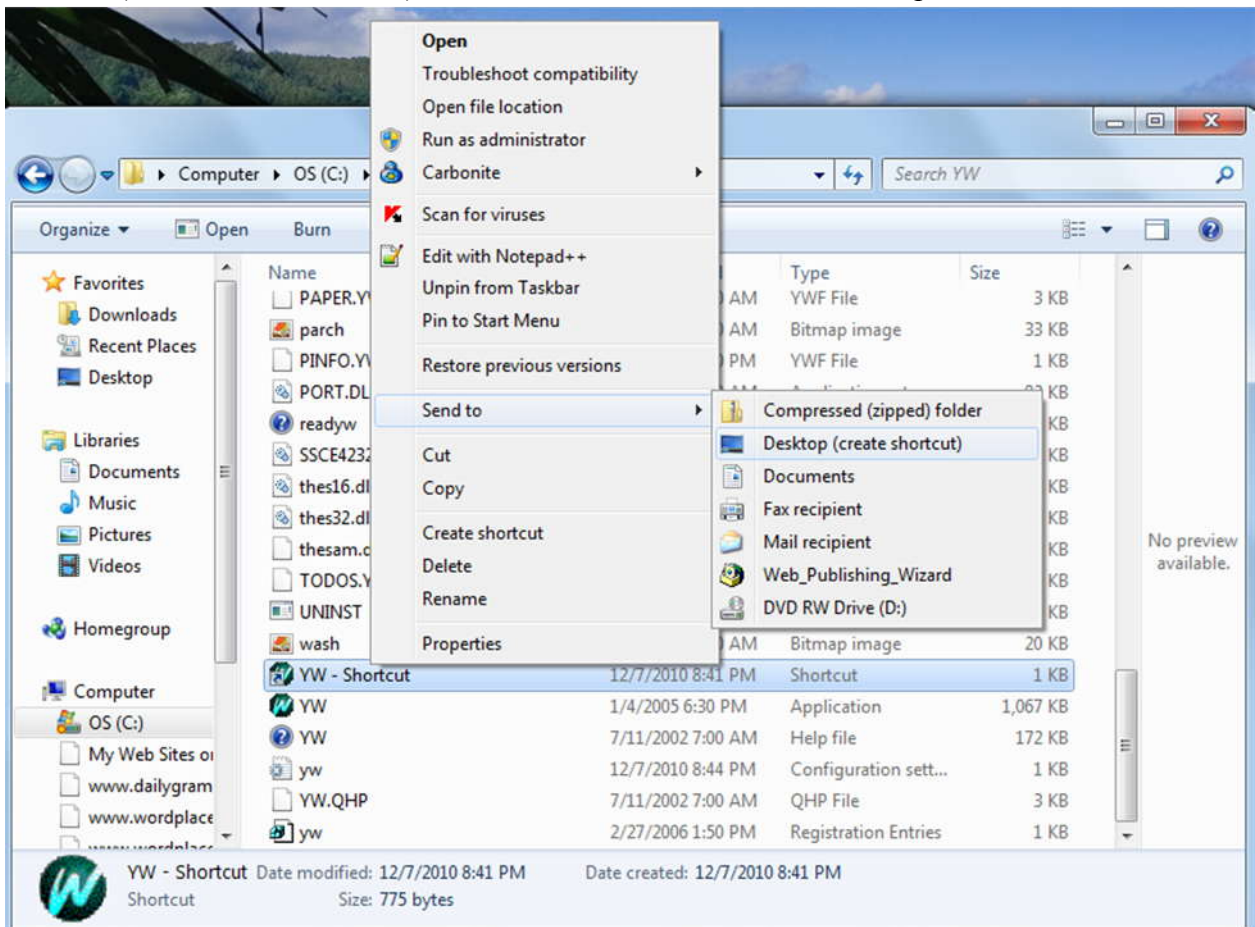 Open
Troubleshoot compatibility
Open file location
Run as administrator
Carbonite
Scan for viruses
Edit with Notepad++
Unpin from Taskbar
Pin to Start Menu
Restore previous versions
Send to
Cut
Copy
Create shortcut
Delete
Rename
Properties
Compressed (zipped) folder
Desktop (create shortcut)
Documents
Fax recipient
Mail recipient
Web_Publishing_Wizard
DVD RW Drive (D:)
Computer OS (C:) Search YW
Organize Open Burn
Favorites
Downloads
Recent Places
Desktop
Libraries
Documents
Music
Pictures
Videos
Homegroup
Computer
OS (C:)
My Web Sites
www.dailygram
www.wordplace
Name Type Size
PAPER.Y AM YWF File 3 KB
parch AM Bitmap image 33 KB
PINFO.Y PM YWF File 1 KB
PORT.DL KB
readyw KB
SSCE4232 KB
thes16.dl KB
thes32.dl KB
thesam.c KB
TODOS.Y KB
UNINST KB
wash AM Bitmap image 20 KB
YW - Shortcut 12/7/2010 8:41 PM Shortcut 1 KB
YW 1/4/2005 6:30 PM Application 1,067 KB
YW 7/11/2002 7:00 AM Help file 172 KB
yw 12/7/2010 8:44 PM Configuration sett... 1 KB
YW.QHP 7/11/2002 7:00 AM QHP File 3 KB
yw 2/27/2006 1:50 PM Registration Entries 1 KB
No preview
available.
YW - Shortcut Date modified: 12/7/2010 8:41 PM Date created: 12/7/2010 8:41 PM
Shortcut Size: 775 bytes